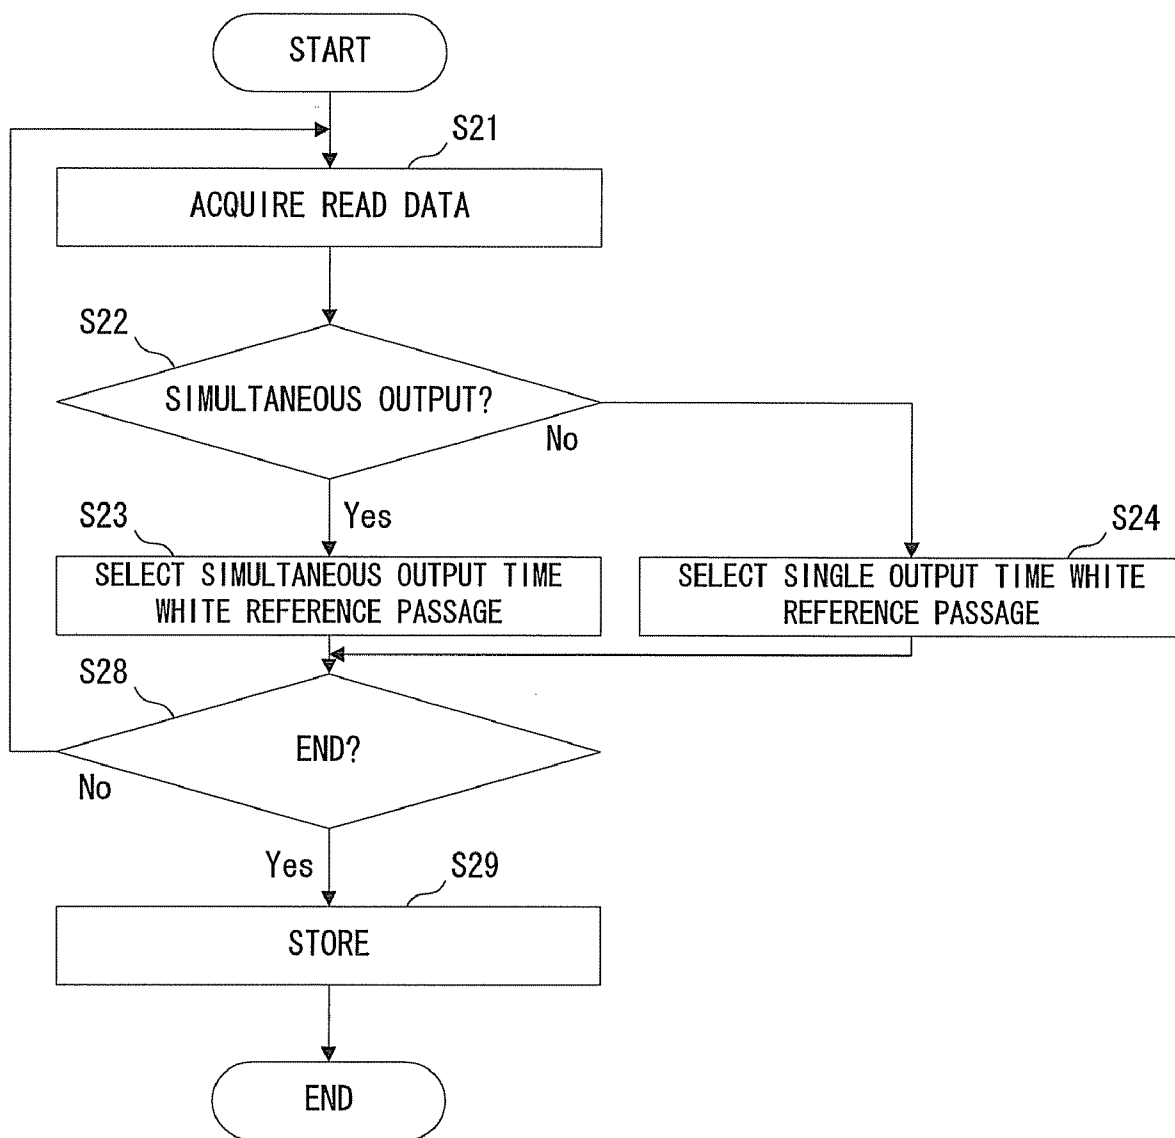 START
S21
ACQUIRE READ DATA
S22
SIMULTANEOUS OUTPUT?
No
Yes
S23
SELECT SIMULTANEOUS OUTPUT TIME
WHITE REFERENCE PASSAGE
S24
SELECT SINGLE OUTPUT TIME WHITE
REFERENCE PASSAGE
S28
END?
No
Yes
S29
STORE
END